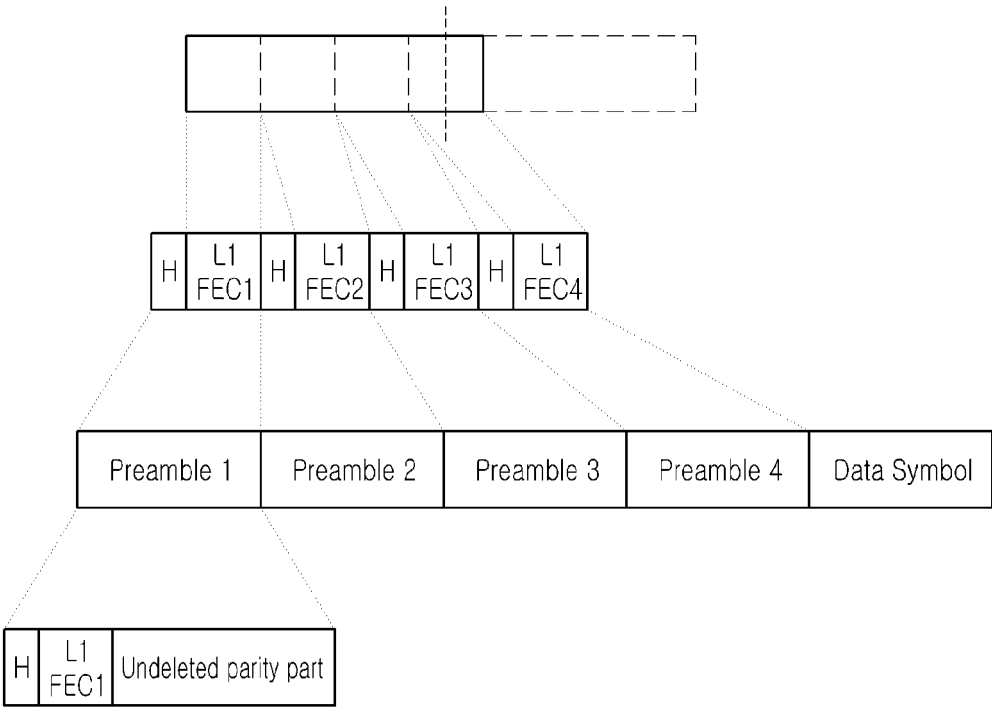 H L1 FEC1 H L1 FEC2 H L1 FEC3 H L1 FEC4
Preamble 1 Preamble 2 Preamble 3 Preamble 4 Data Symbol
H L1 FEC1 Undeleted parity part